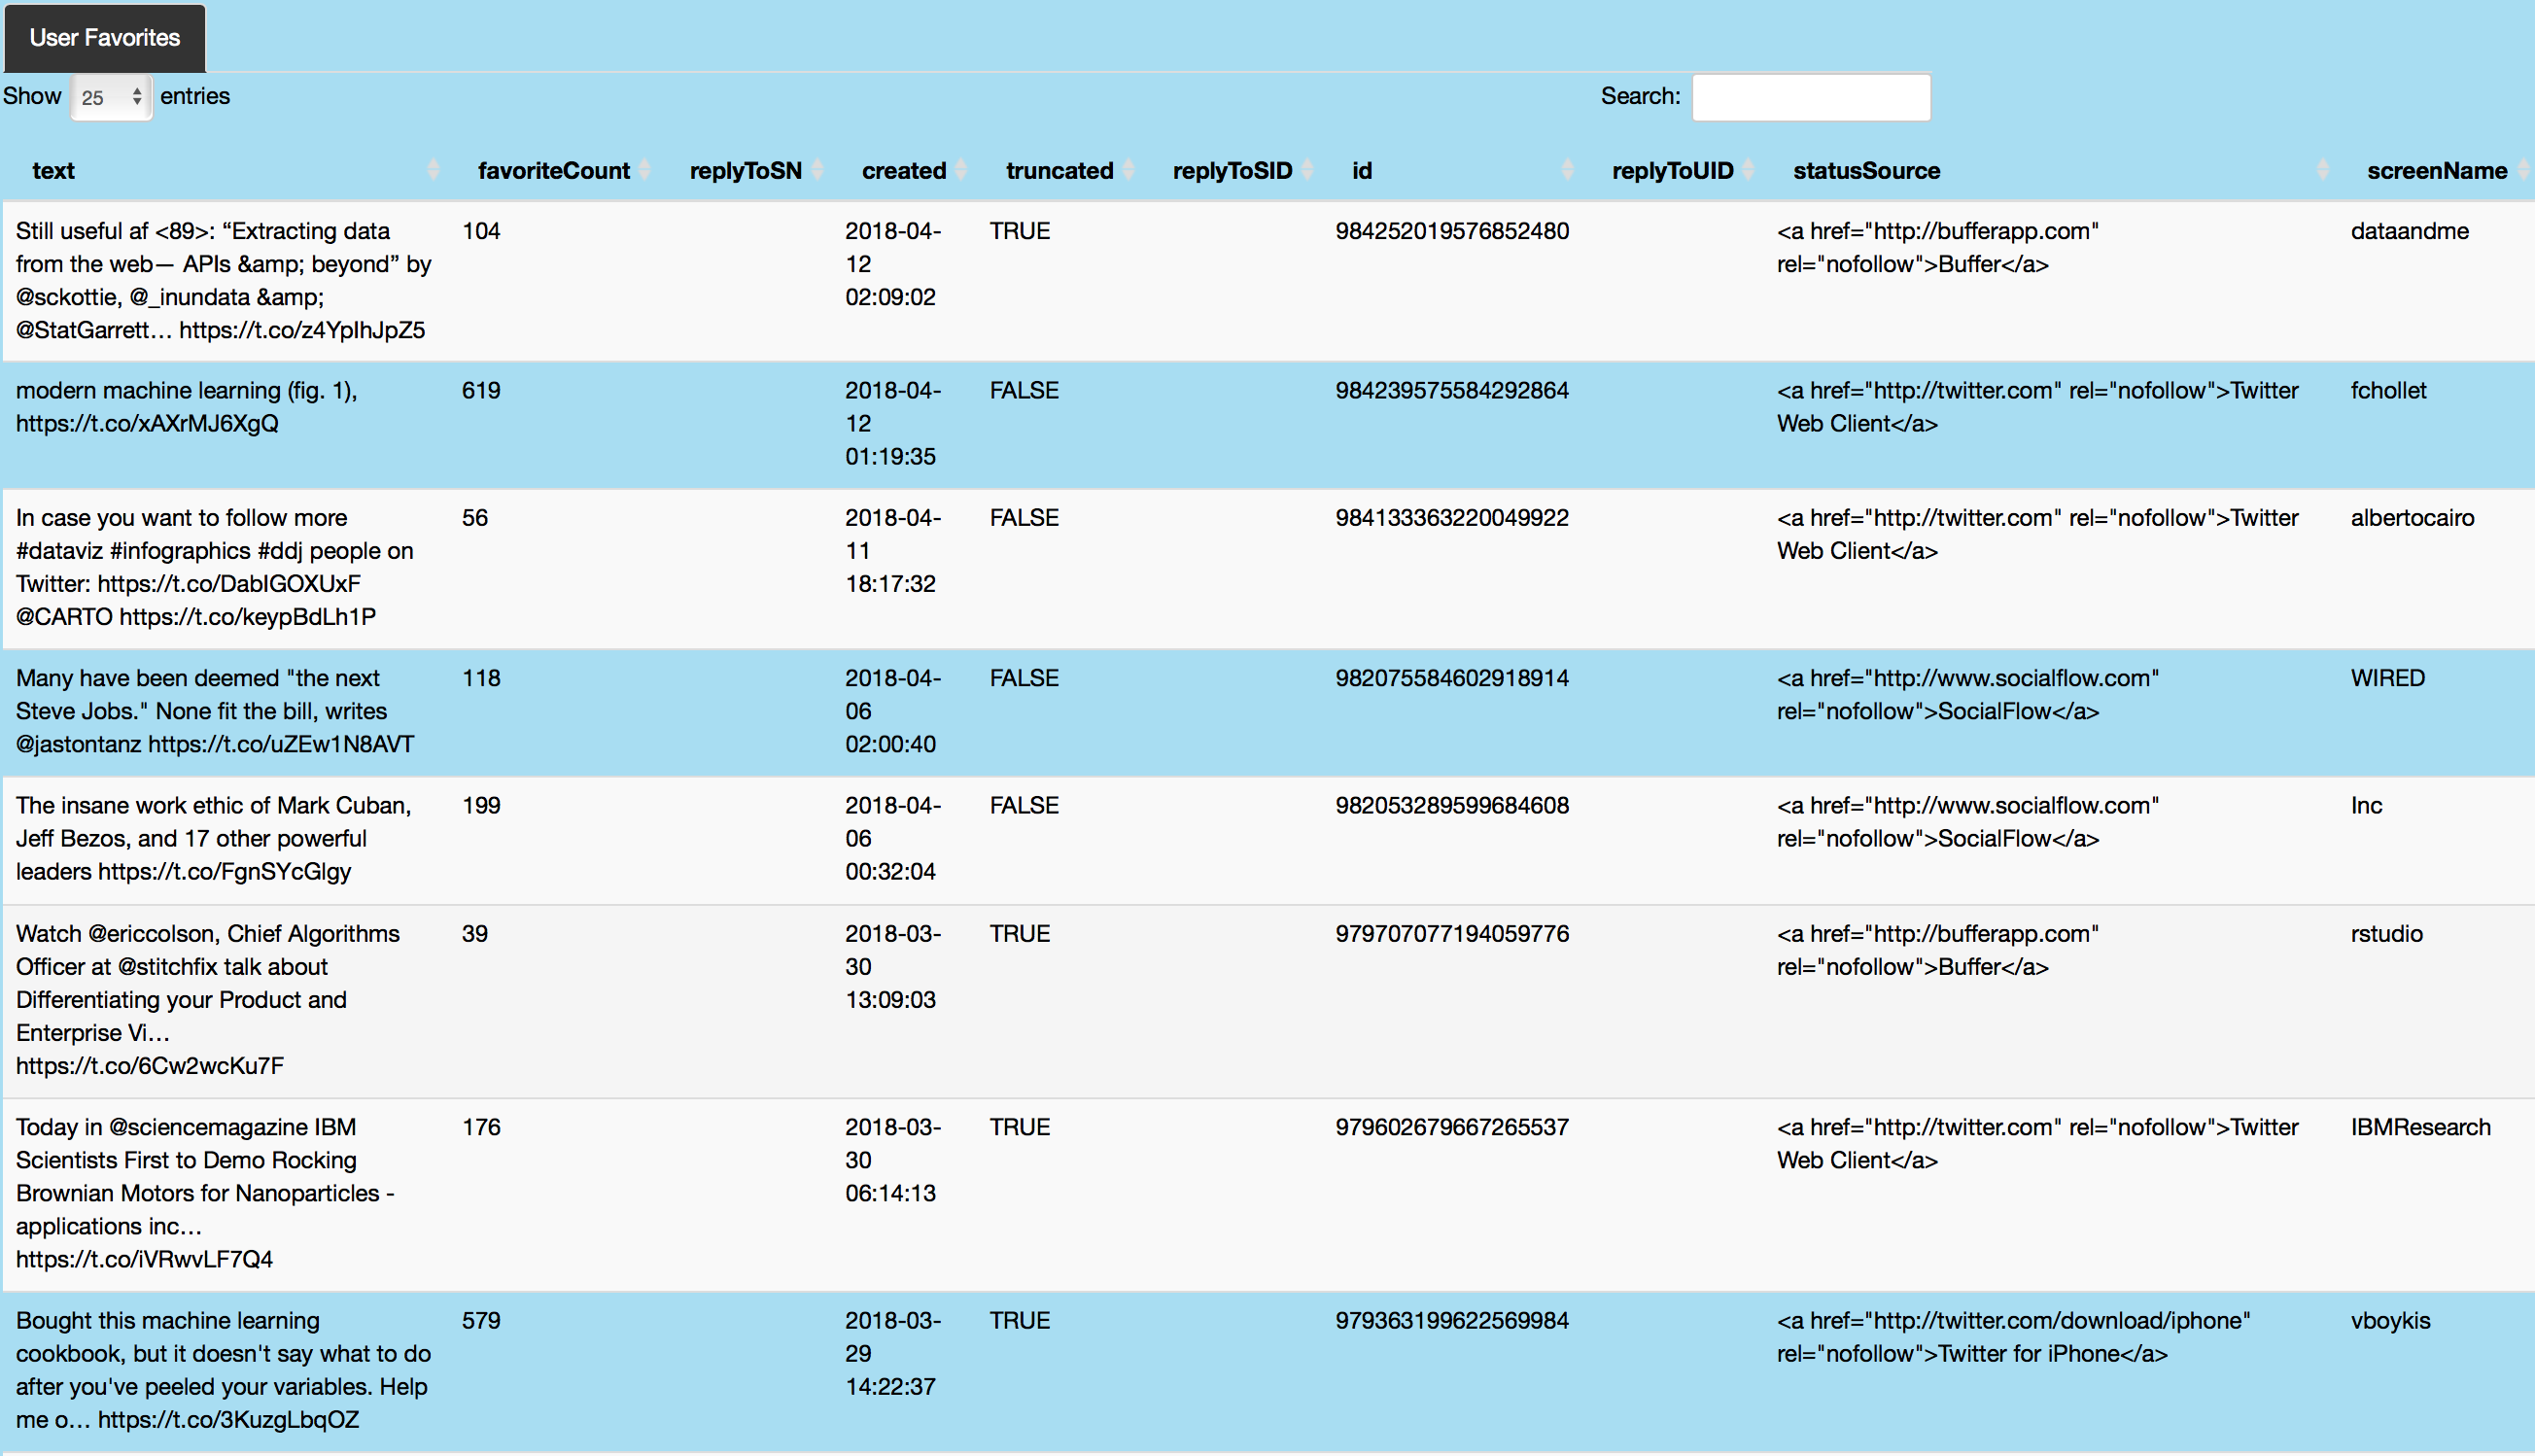 User Favorites
Show 25 entries
Search:
text favoriteCount replyToSN created truncated replyToSID id replyToUID statusSource screenName
Still useful af <89>: “Extracting data 104 2018-04- TRUE 984252019576852480 <a href="http://bufferapp.com" dataandme
from the web— APIs &amp; beyond” by 12 rel="nofollow">Buffer</a>
@sckottie, @_inundata &amp; 02:09:02
@StatGarrett… https://t.co/z4YpIhJpZ5
modern machine learning (fig. 1), 619 2018-04- FALSE 984239575584292864 <a href="http://twitter.com" rel="nofollow">Twitter fchollet
https://t.co/xAXrMJ6XgQ 12 Web Client</a>
01:19:35
In case you want to follow more 56 2018-04- FALSE 984133363220049922 <a href="http://twitter.com" rel="nofollow">Twitter albertocairo
#dataviz #infographics #ddj people on 11 Web Client</a>
Twitter: https://t.co/DablGOXUxF 18:17:32
@CARTO https://t.co/keypBdLh1P
Many have been deemed "the next 118 2018-04- FALSE 982075584602918914 <a href="http://www.socialflow.com" WIRED
Steve Jobs." None fit the bill, writes 06 rel="nofollow">SocialFlow</a>
@jastontanz https://t.co/uZEw1N8AVT 02:00:40
The insane work ethic of Mark Cuban, 199 2018-04- FALSE 982053289599684608 <a href="http://www.socialflow.com" Inc
Jeff Bezos, and 17 other powerful 06 rel="nofollow">SocialFlow</a>
leaders https://t.co/FgnSYcGlgy 00:32:04
Watch @ericcolson, Chief Algorithms 39 2018-03- TRUE 979707077194059776 <a href="http://bufferapp.com" rstudio
Officer at @stitchfix talk about 30 rel="nofollow">Buffer</a>
Differentiating your Product and 13:09:03
Enterprise Vi…
https://t.co/6Cw2wcKu7F
Today in @sciencemagazine IBM 176 2018-03- TRUE 979602679667265537 <a href="http://twitter.com" rel="nofollow">Twitter IBMResearch
Scientists First to Demo Rocking 30 Web Client</a>
Brownian Motors for Nanoparticles - 06:14:13
applications inc…
https://t.co/iVRwvLF7Q4
Bought this machine learning 579 2018-03- TRUE 979363199622569984 <a href="http://twitter.com/download/iphone" vboykis
cookbook, but it doesn't say what to do 29 rel="nofollow">Twitter for iPhone</a>
after you've peeled your variables. Help 14:22:37
me o… https://t.co/3KuzgLbqOZ